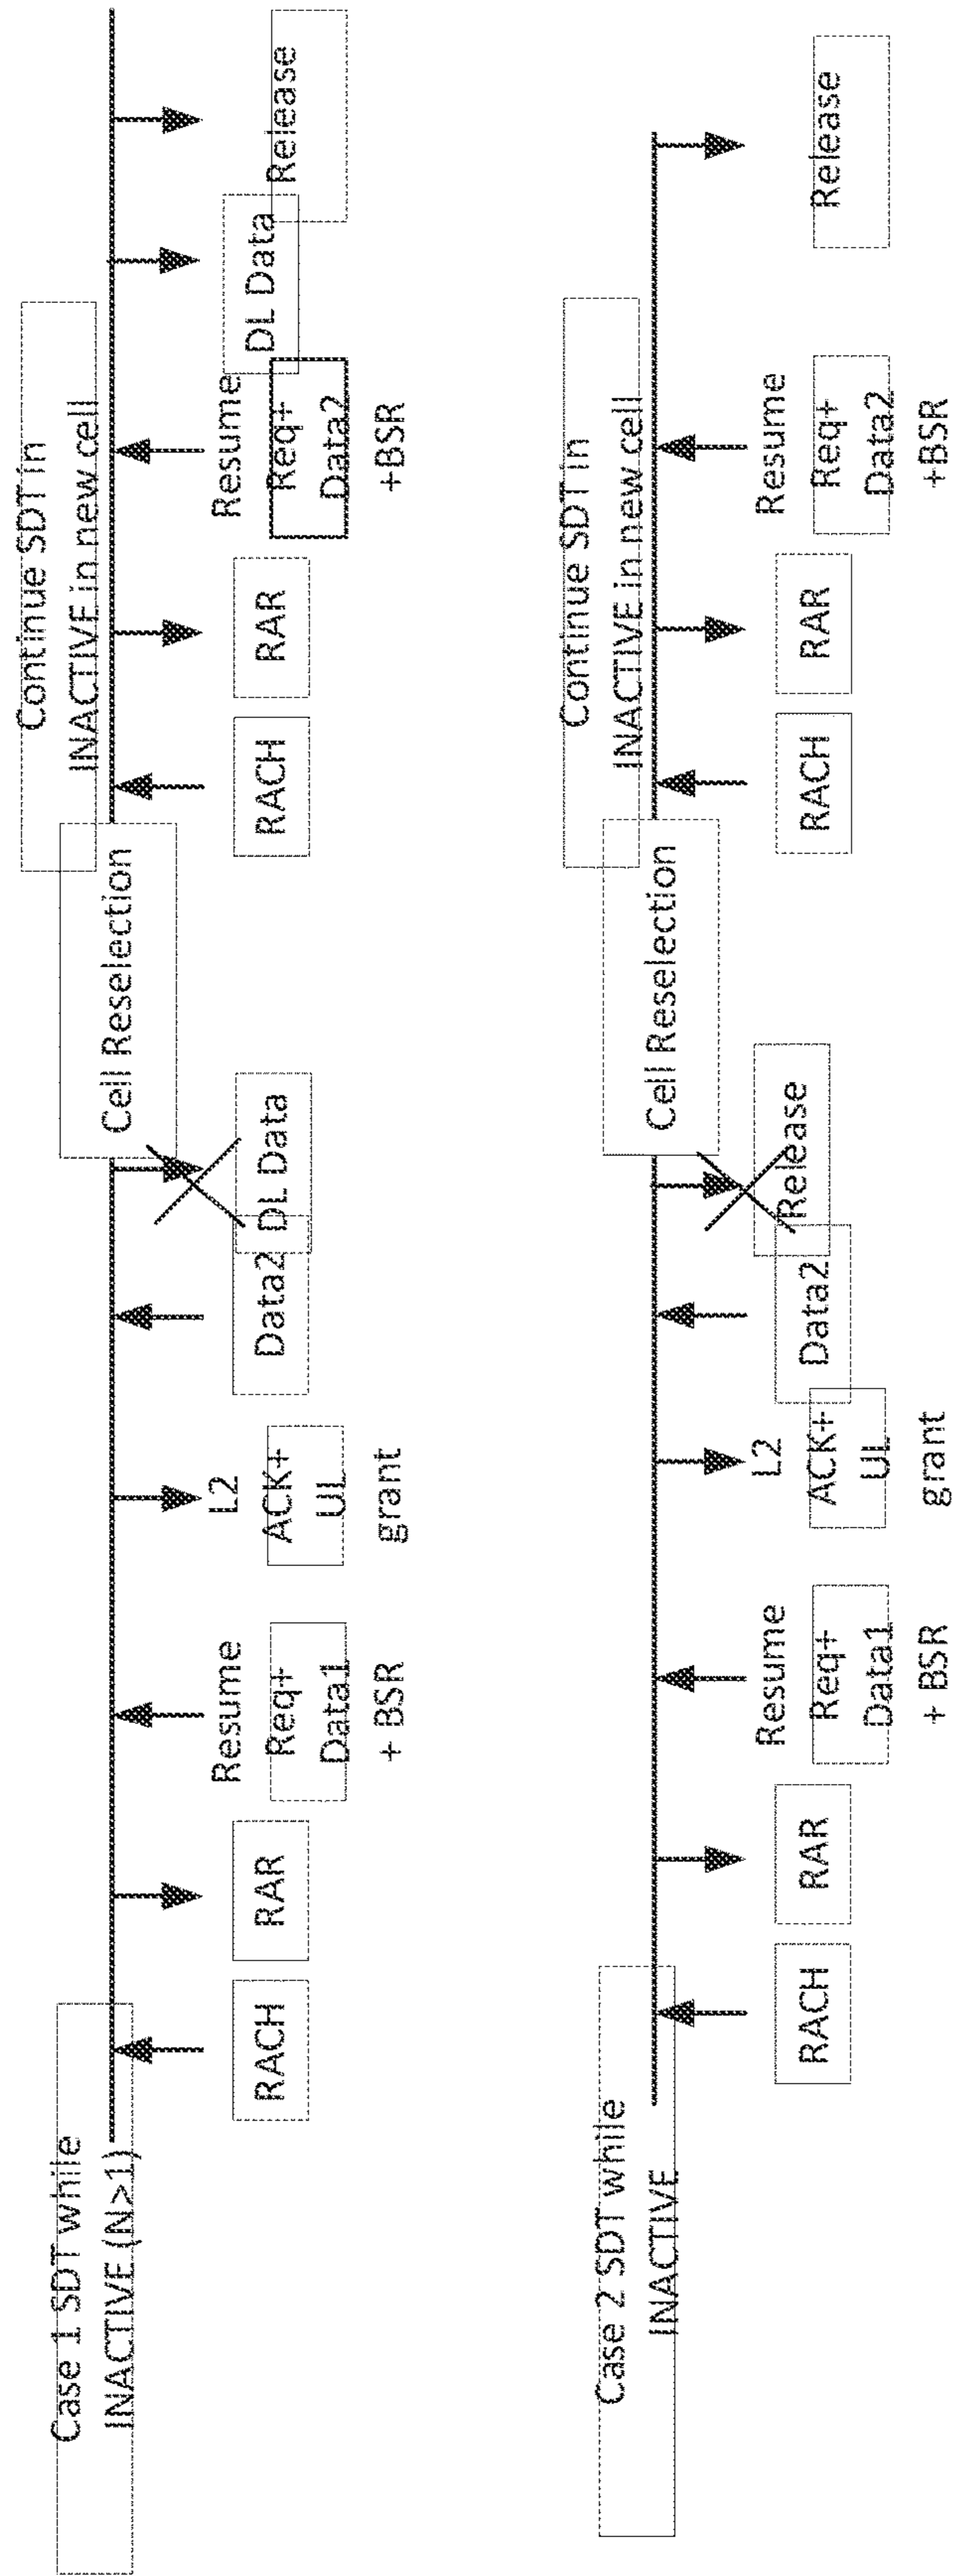 Case 1 SDT while
INACTIVE (N>1)
RACH
RAR
Resume
Req+
Data1
+ BSR
L2
ACK+
UL
grant
Data2
DL Data
Cell Reselection
Continue SDT in
INACTIVE in new cell
RACH
RAR
Resume
Req+
Data2
+BSR
DL Data
Release
Case 2 SDT while
INACTIVE
RACH
RAR
Resume
Req+
Data1
+ BSR
L2
ACK+
UL
grant
Data2
Release
Cell Reselection
Continue SDT in
INACTIVE in new cell
RACH
RAR
Resume
Req+
Data2
+BSR
Release